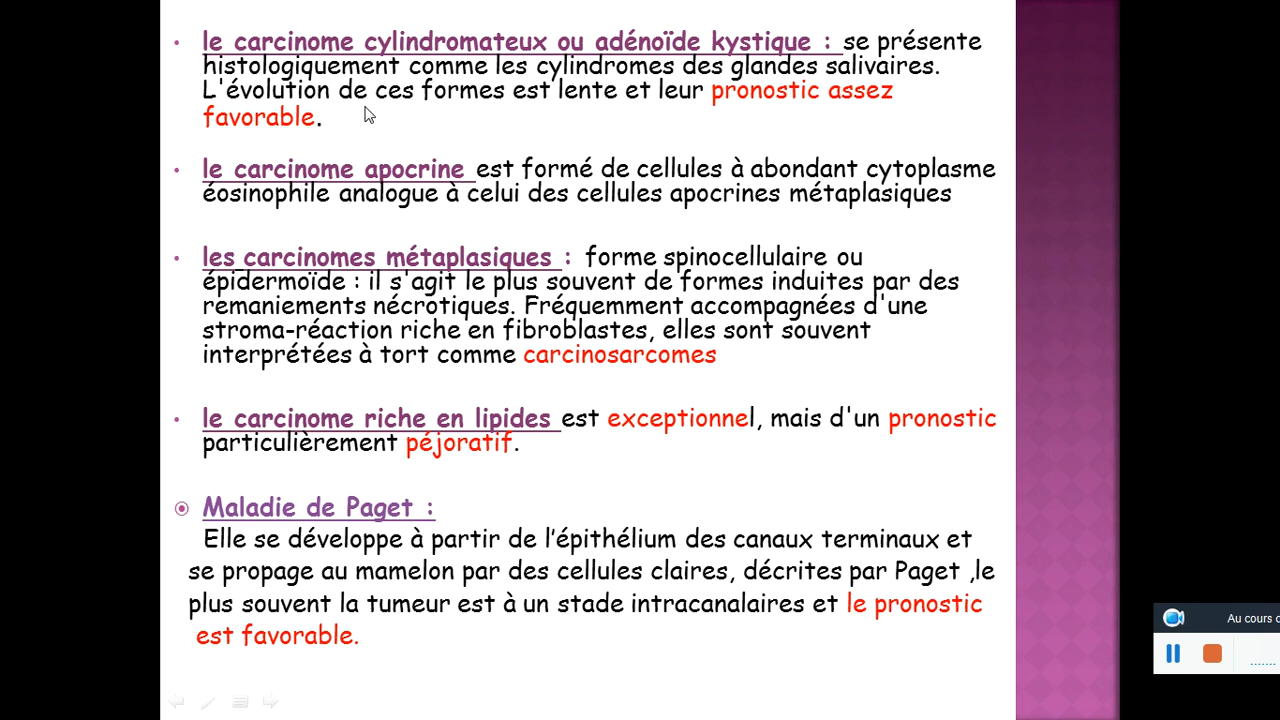 • le carcinome cylindromateux ou adénoïde kystique : se présente
histologiquement comme les cylindromes des glandes salivaires.
L'évolution de ces formes est lente et leur pronostic assez
favorable.
• le carcinome apocrine est formé de cellules à abondant cytoplasme
éosinophile analogue à celui des cellules apocrines métaplasiques
• les carcinomes métaplasiques : forme spinocellulaire ou
épidermoïde : il s'agit le plus souvent de formes induites par des
remaniements nécrotiques. Fréquemment accompagnées d'une
stroma-réaction riche en fibroblastes, elles sont souvent
interprétées à tort comme carcinosarcomes
• le carcinome riche en lipides est exceptionnel, mais d'un pronostic
particulièrement péjoratif.
Maladie de Paget :
Elle se développe à partir de l’épithélium des canaux terminaux et
se propage au mamelon par des cellules claires, décrites par Paget ,le
plus souvent la tumeur est à un stade intracanalaires et le pronostic
est favorable.
Au cours